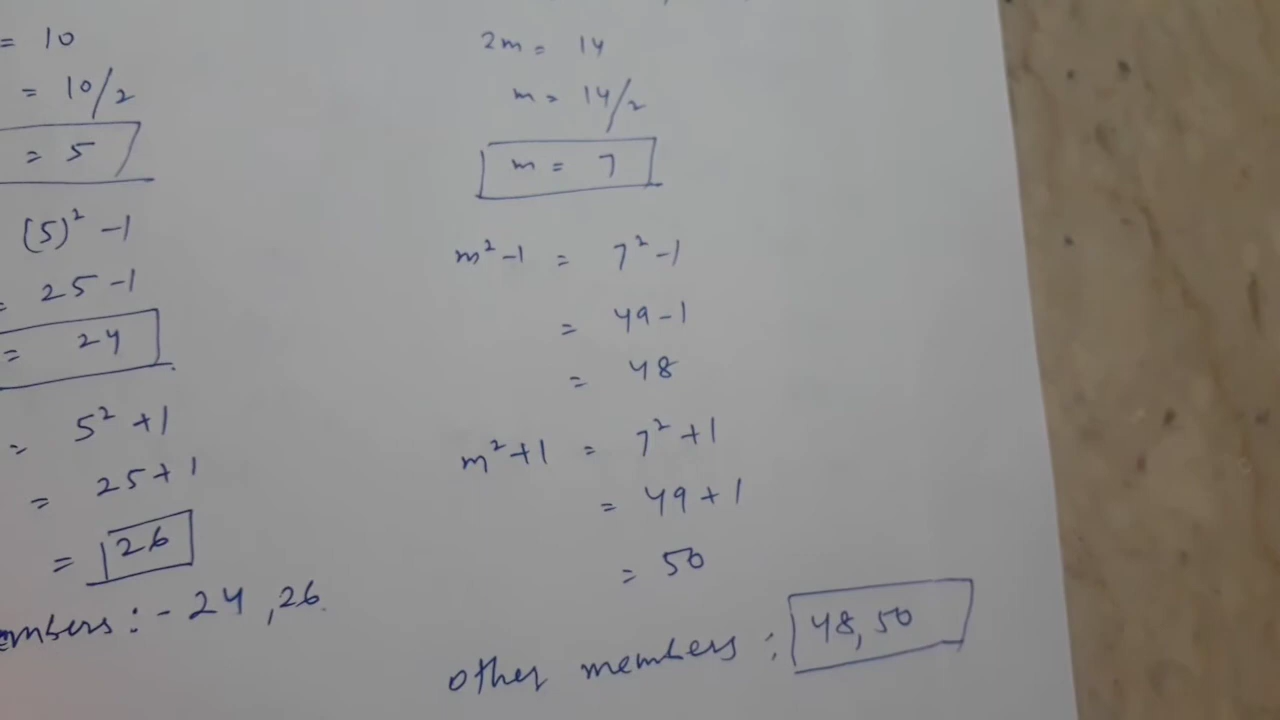 = 10
= 10/2
= 5
(5)² -1
= 25-1
= 24
= 5² +1
= 25+1
= 26
embers :- 24 ,26.
2m = 14
m = 14/2
m = 7
m²-1 = 7²-1
= 49-1
= 48
m²+1 = 7²+1
= 49+1
= 50
other members : 48, 50